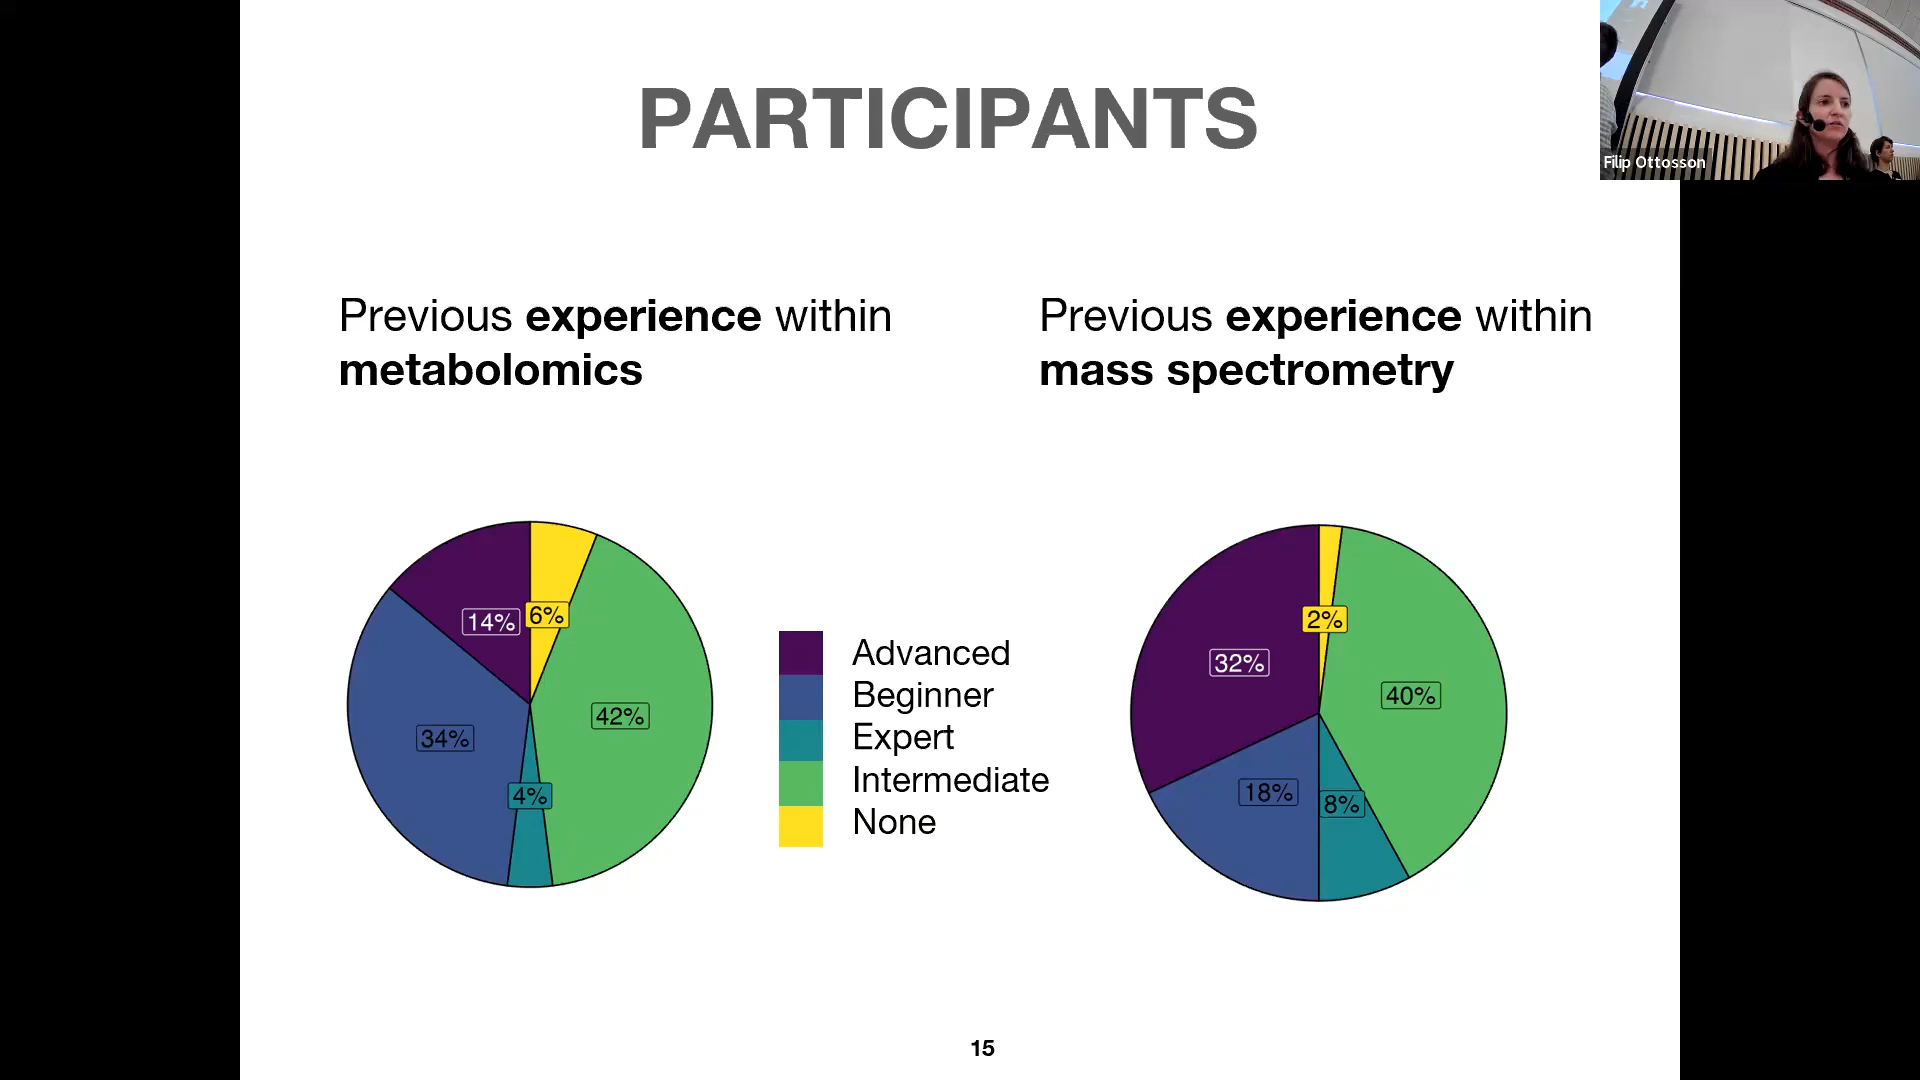 PARTICIPANTS
Filip Ottosson
Previous experience within
metabolomics
Previous experience within
mass spectrometry
14%
6%
42%
34%
4%
Advanced
Beginner
Expert
Intermediate
None
2%
32%
40%
18%
8%
15